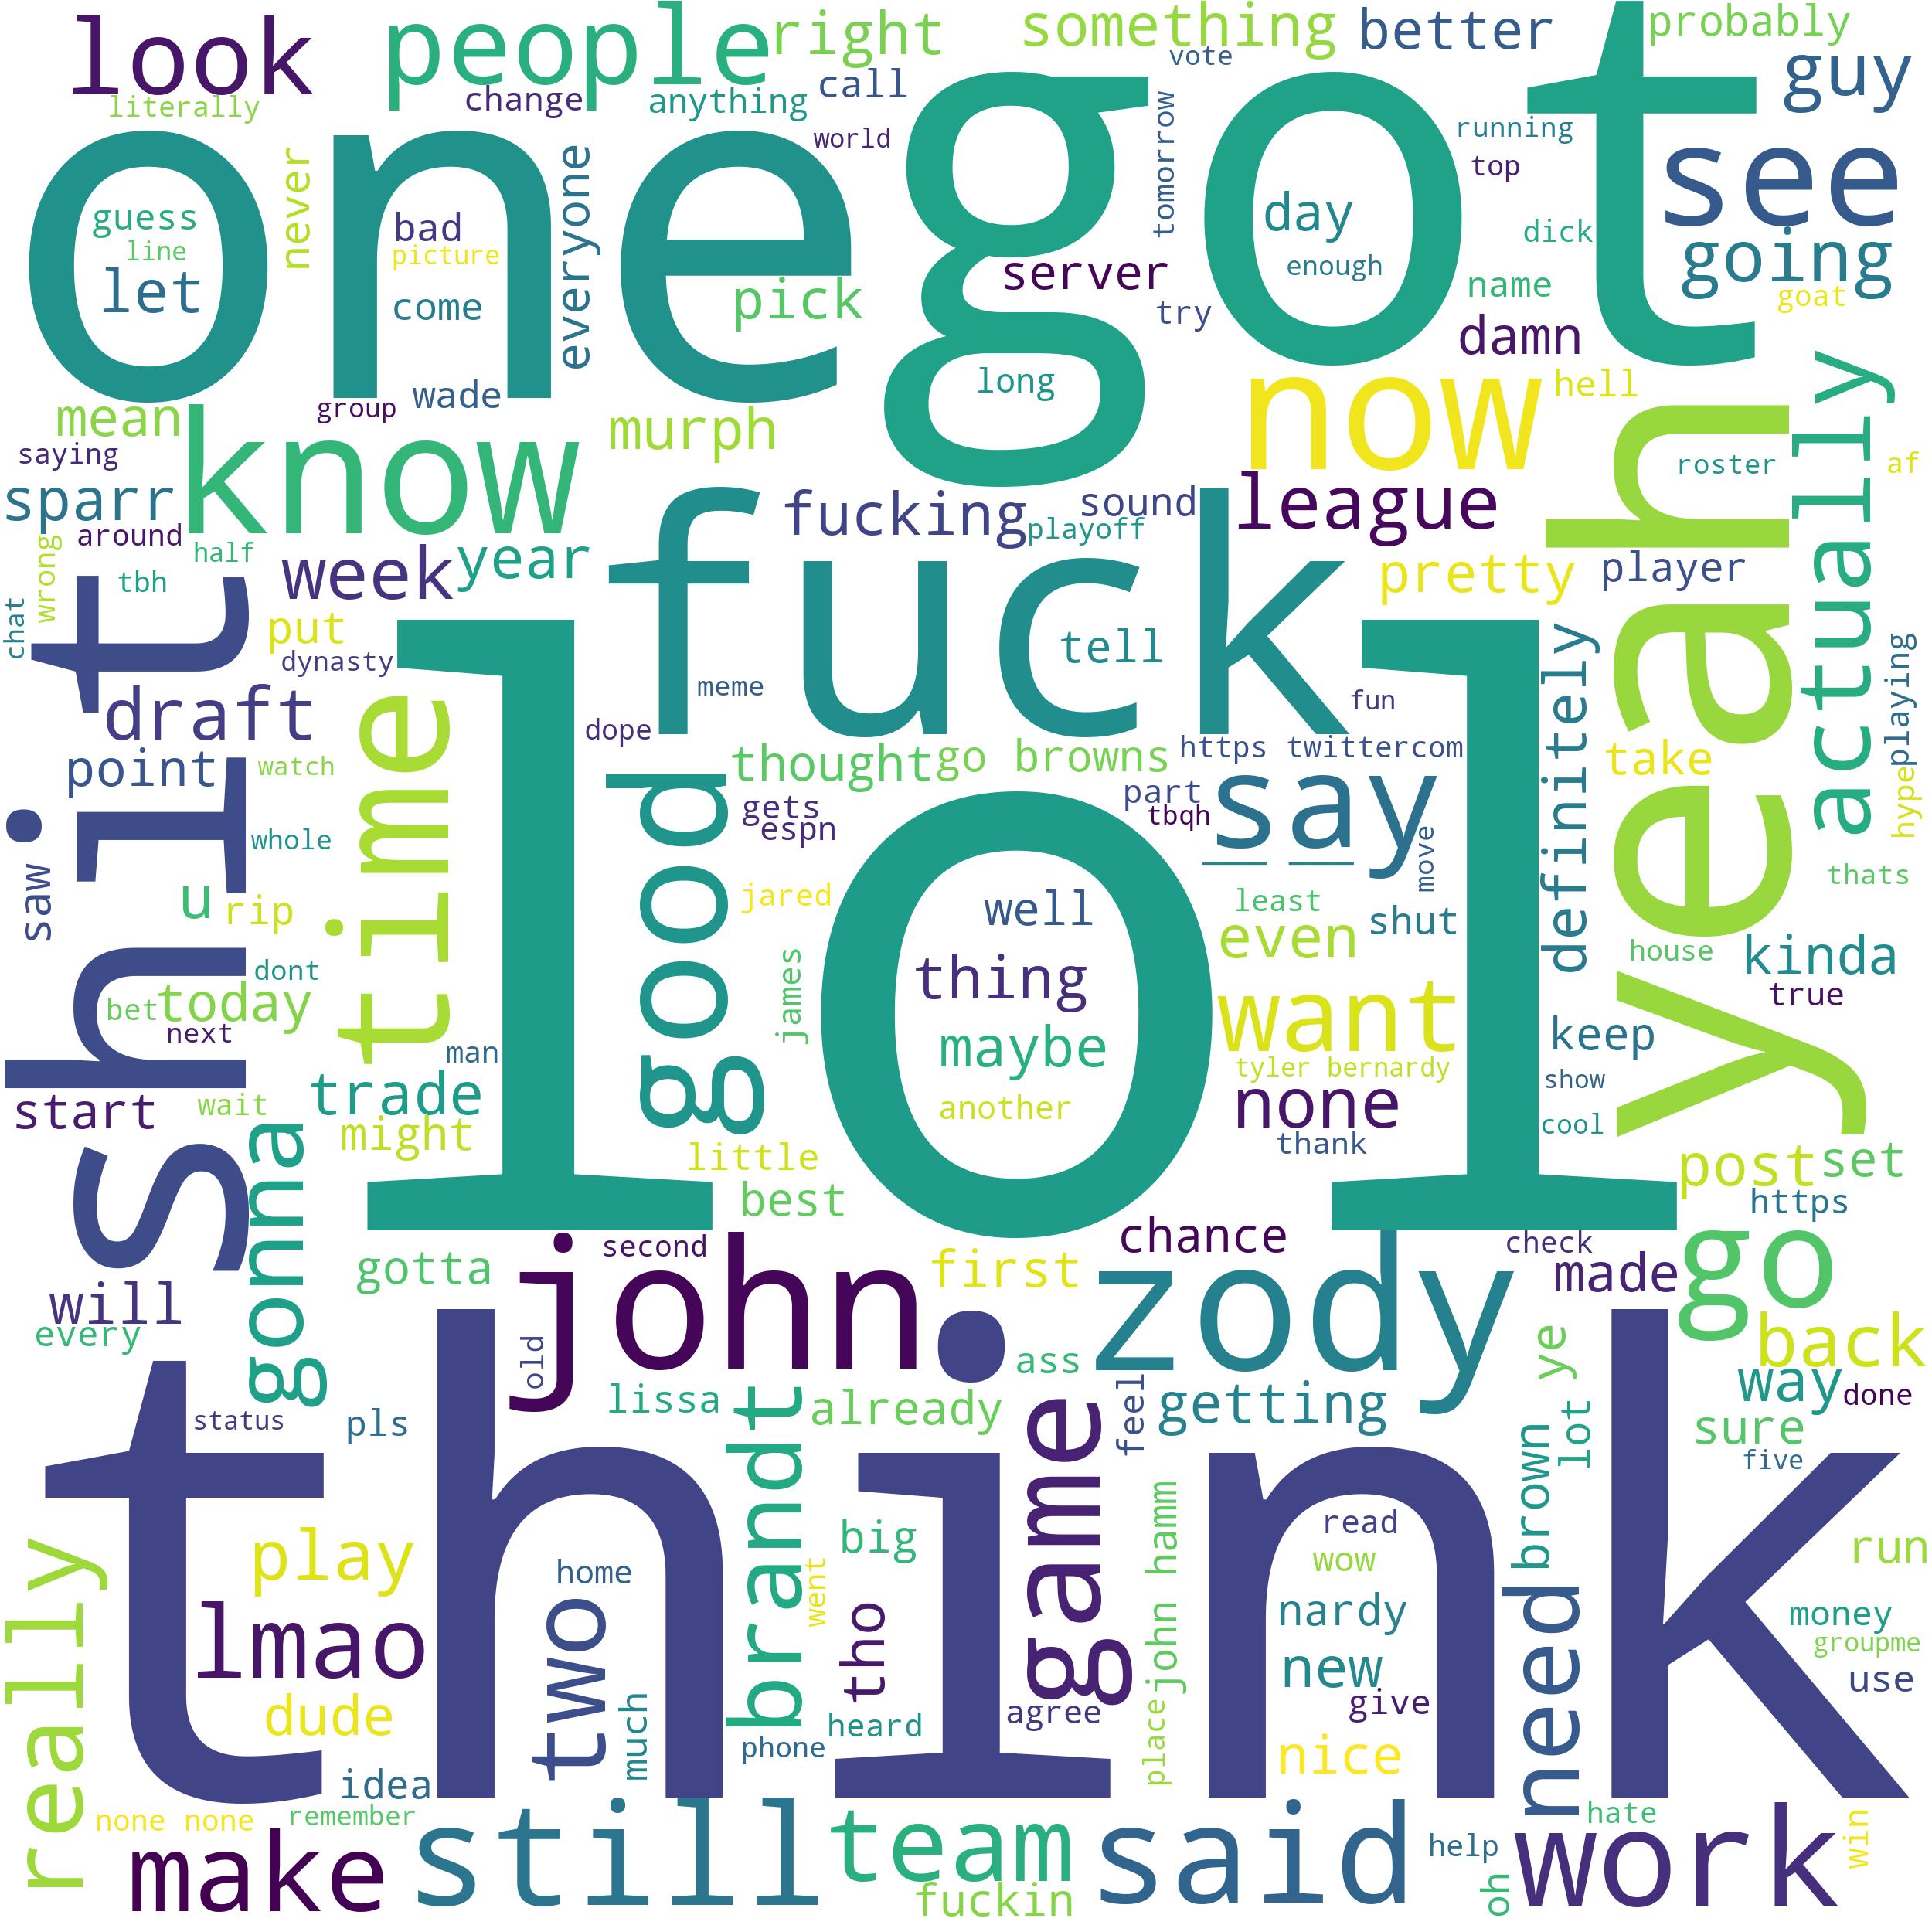 look
people
right
something
better
probably
vote
literally
change
anything
call
guy
one
got
world
tomorrow
running
top
see
never
everyone
guess
line
let
bad
picture
come
pick
server
day
enough
try
dick
name
going
goat
damn
wade
group
long
mean
know
murph
now
hell
yeah
actually
saying
sparr
around
half
wrong
tbh
chat
week
year
fucking
sound
playoff
league
roster
af
player
pretty
shit
put
dynasty
fuck
tell
meme
fun
dope
draft
point
watch
time
lol
definitely
playing
hype
take
thought
go browns
https twittercom
good
gets
espn
part
tbqh
say
__ __
move
whole
saw
u
rip
jared
well
least
even
shut
thats
house
kinda
true
dont
bet
today
next
james
thing
maybe
want
keep
man
tyler bernardy
show
start
wait
trade
another
none
cool
might
thank
little
best
post
set
https
gonna
will
every
gotta
second
john
first
chance
zody
check
made
go
back
old
ass
way
done
lissa
already
feel
getting
lot ye
sure
status
pls
think
brandt
game
brown
five
really
play
home
big
john hamm
read
wow
run
lmao
two
went
tho
nardy
need
money
groupme
new
use
dude
much
heard
agree
give
phone
place
idea
nice
none none
remember
make
still
team
fuckin
said
help
hate
oh
work
win